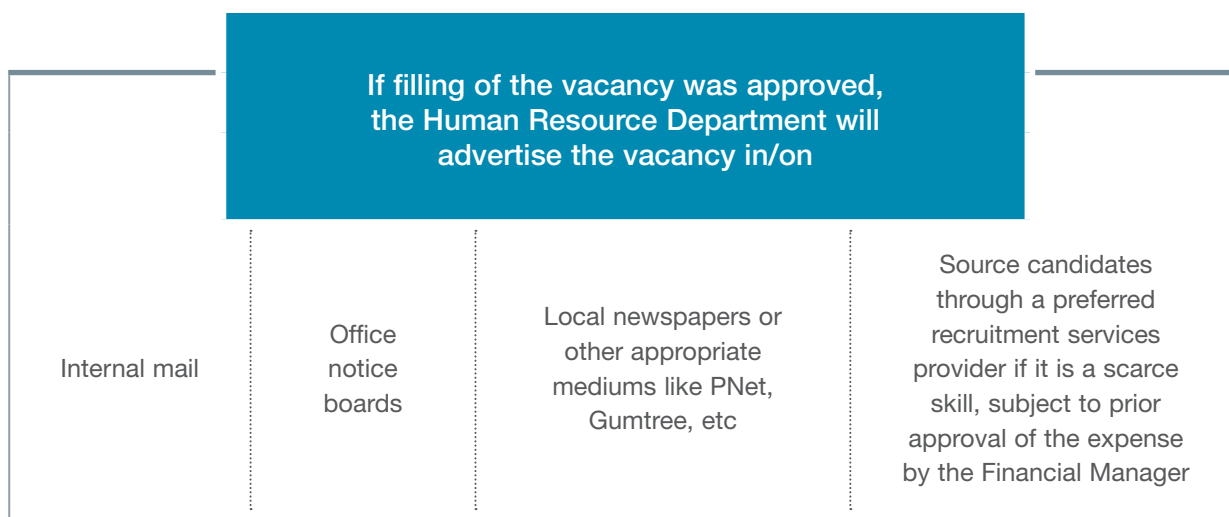 If filling of the vacancy was approved,
the Human Resource Department will
advertise the vacancy in/on
Internal mail
Office
notice
boards
Local newspapers or
other appropriate
mediums like PNet,
Gumtree, etc
Source candidates
through a preferred
recruitment services
provider if it is a scarce
skill, subject to prior
approval of the expense
by the Financial Manager